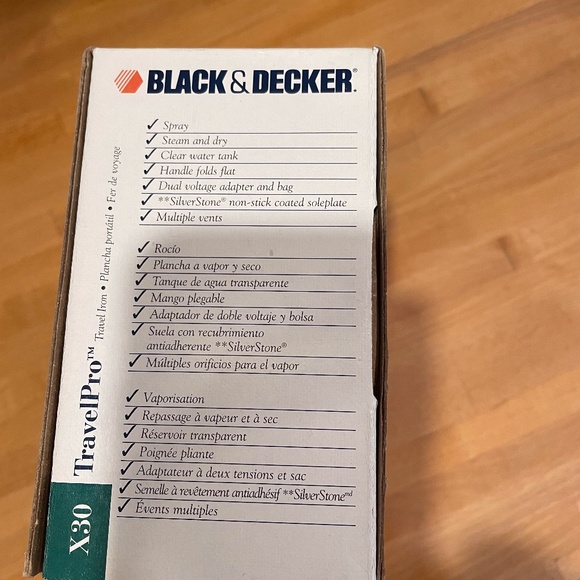 BLACK & DECKER®
✓ Spray
✓ Steam and dry
✓ Clear water tank
✓ Handle folds flat
✓ Dual voltage adapter and bag
✓ **SilverStone® non-stick coated soleplate
✓ Multiple vents
✓ Rocío
✓ Plancha a vapor y seco
✓ Tanque de agua transparente
✓ Mango plegable
✓ Adaptador de doble voltaje y bolsa
✓ Suela con recubrimiento
antiadherente **SilverStone®
✓ Múltiples orificios para el vapor
✓ Vaporisation
✓ Repassage à vapeur et à sec
✓ Réservoir transparent
✓ Poignée pliante
✓ Adaptateur à deux tensions et sac
✓ Semelle à revêtement antiadhésif **SilverStone^md
✓ Évents multiples
X30 TravelPro™ Travel Iron • Plancha portátil • Fer de voyage